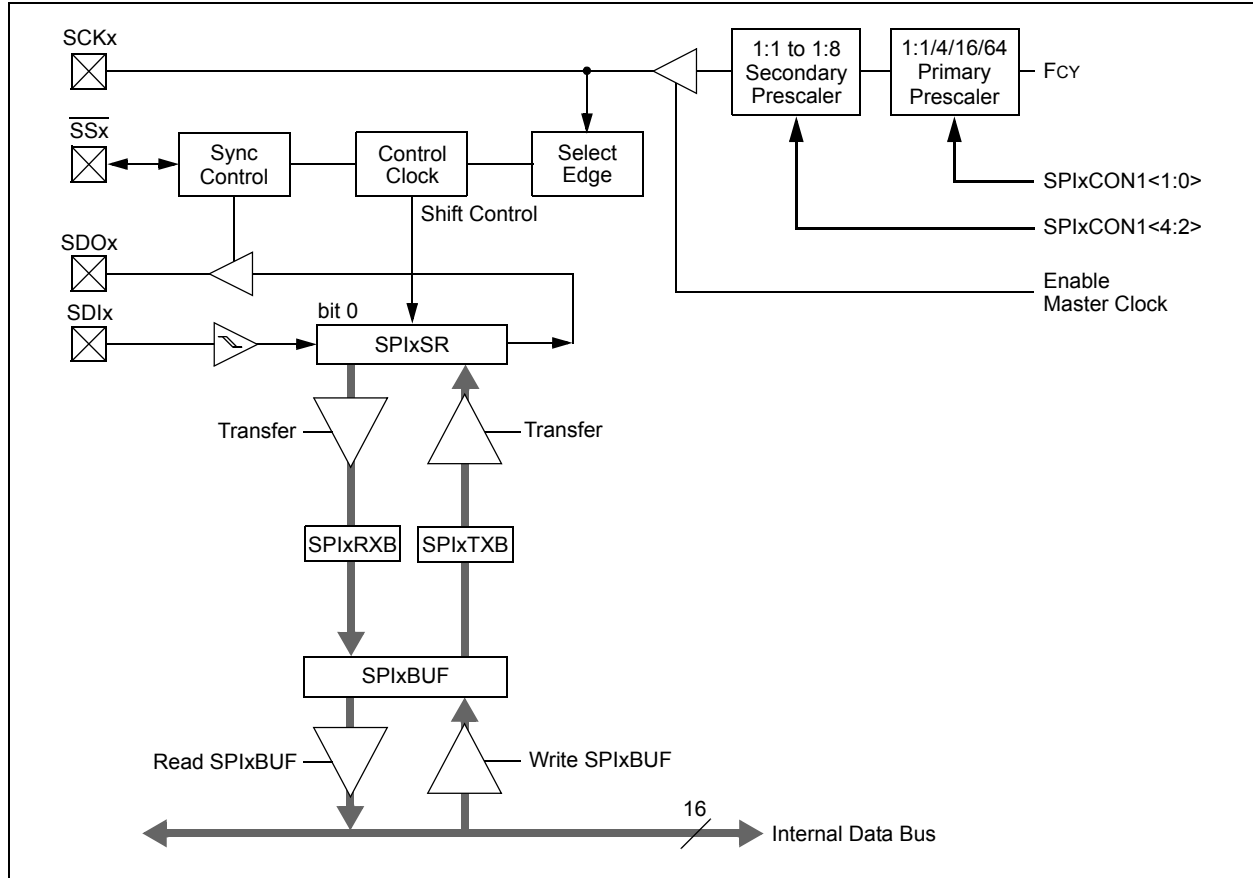 SCKx
SSx
SDOx
SDIx
Sync
Control
Control
Clock
Select
Edge
1:1 to 1:8
Secondary
Prescaler
1:1/4/16/64
Primary
Prescaler
FCY
SPIxCON1<1:0>
SPIxCON1<4:2>
Enable
Master Clock
Shift Control
bit 0
SPIxSR
Transfer
Transfer
SPIxRXB
SPIxTXB
SPIxBUF
Read SPIxBUF
Write SPIxBUF
16
Internal Data Bus